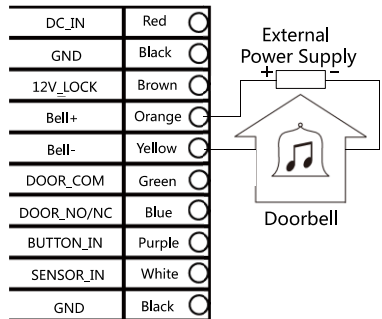 DC_IN Red
GND Black
12V_LOCK Brown
Bell+ Orange
Bell- Yellow
DOOR_COM Green
DOOR_NO/NC Blue
BUTTON_IN Purple
SENSOR_IN White
GND Black
External
Power Supply
+ -
Doorbell